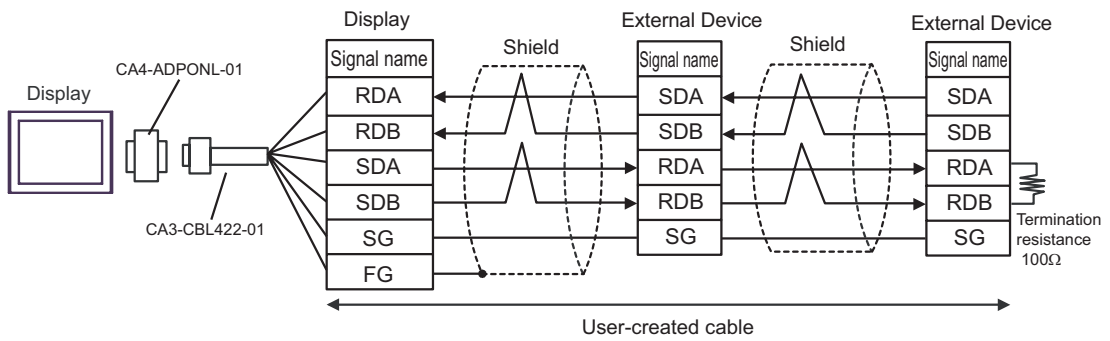 Display
CA4-ADPONL-01
CA3-CBL422-01
Display
Signal name
RDA
RDB
SDA
SDB
SG
FG
Shield
External Device
Signal name
SDA
SDB
RDA
RDB
SG
Shield
External Device
Signal name
SDA
SDB
RDA
RDB
SG
Termination
resistance
100Ω
User-created cable